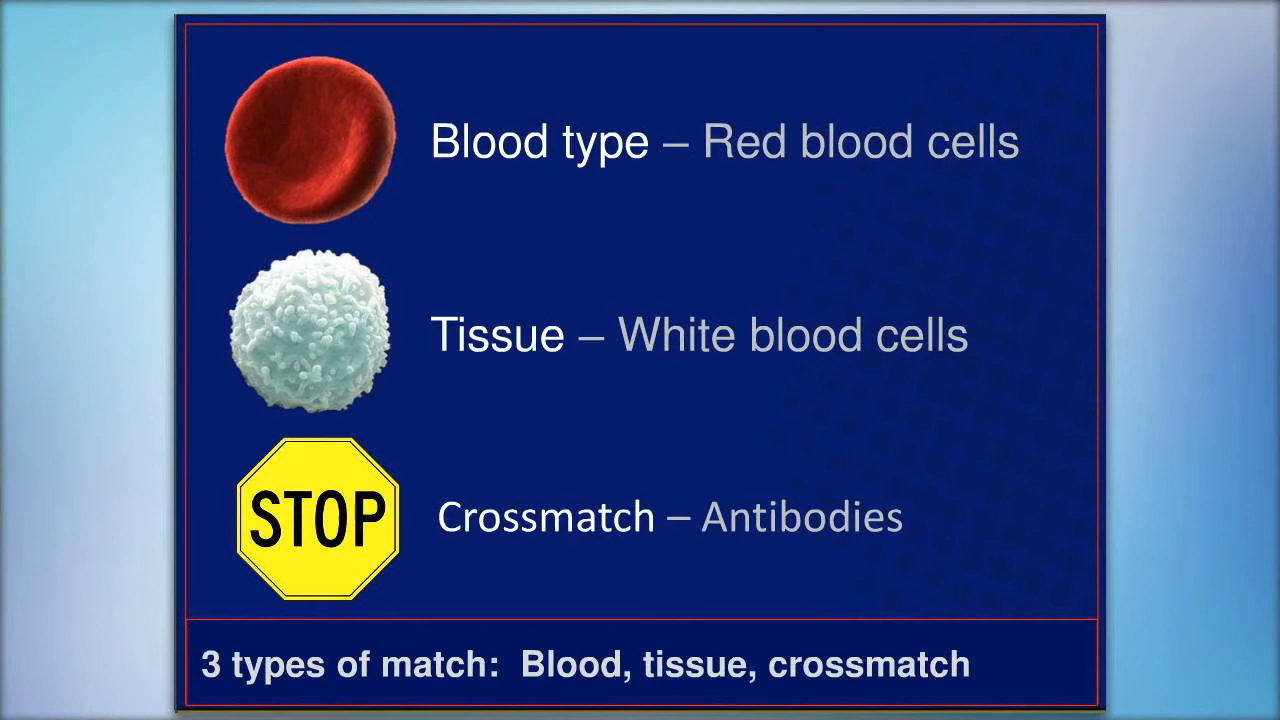 Blood type – Red blood cells
Tissue – White blood cells
STOP
Crossmatch – Antibodies
3 types of match:  Blood, tissue, crossmatch